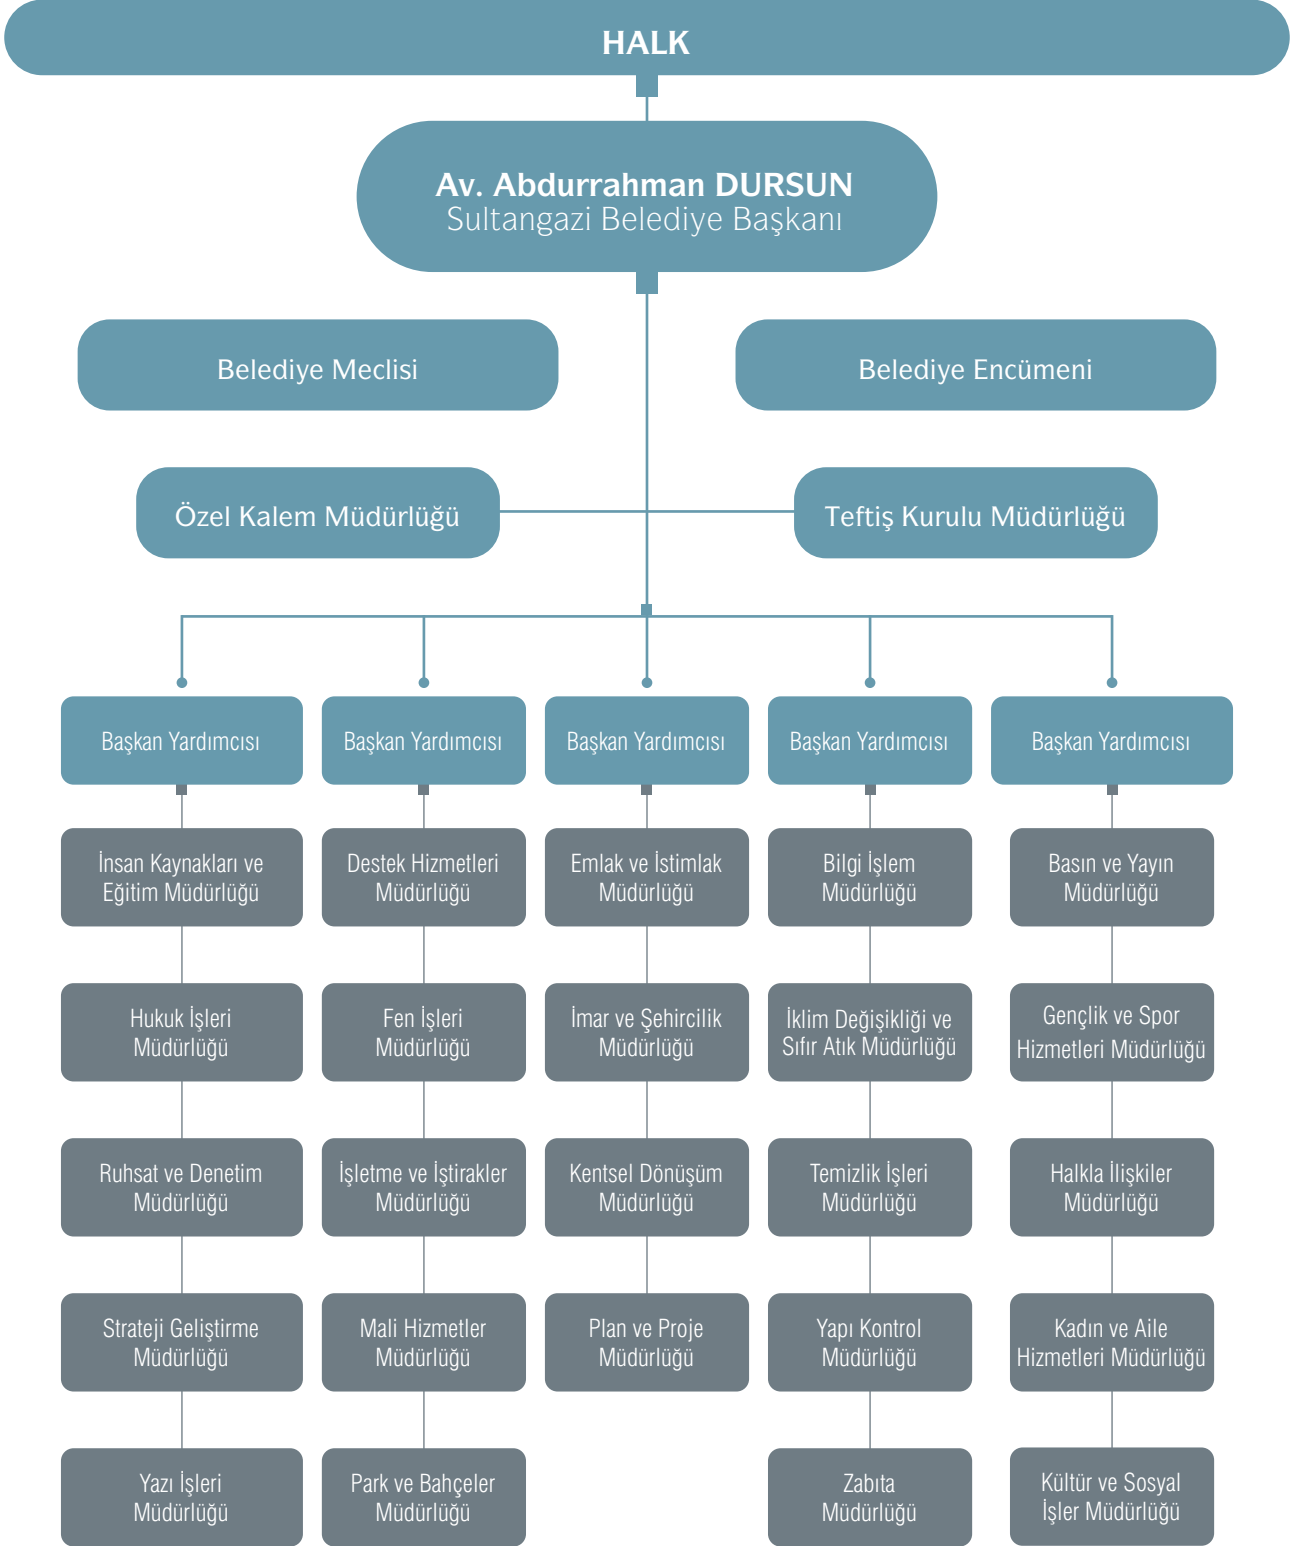 HALK
Av. Abdurrahman DURSUN
Sultangazi Belediye Başkanı
Belediye Meclisi
Belediye Encümeni
Özel Kalem Müdürlüğü
Teftiş Kurulu Müdürlüğü
Başkan Yardımcısı
Başkan Yardımcısı
Başkan Yardımcısı
Başkan Yardımcısı
Başkan Yardımcısı
İnsan Kaynakları ve
Eğitim Müdürlüğü
Destek Hizmetleri
Müdürlüğü
Emlak ve İstimlak
Müdürlüğü
Bilgi İşlem
Müdürlüğü
Basın ve Yayın
Müdürlüğü
Hukuk İşleri
Müdürlüğü
Fen İşleri
Müdürlüğü
İmar ve Şehircilik
Müdürlüğü
İklim Değişikliği ve
Sıfır Atık Müdürlüğü
Gençlik ve Spor
Hizmetleri Müdürlüğü
Ruhsat ve Denetim
Müdürlüğü
İşletme ve İştirakler
Müdürlüğü
Kentsel Dönüşüm
Müdürlüğü
Temizlik İşleri
Müdürlüğü
Halkla İlişkiler
Müdürlüğü
Strateji Geliştirme
Müdürlüğü
Mali Hizmetler
Müdürlüğü
Plan ve Proje
Müdürlüğü
Yapı Kontrol
Müdürlüğü
Kadın ve Aile
Hizmetleri Müdürlüğü
Yazı İşleri
Müdürlüğü
Park ve Bahçeler
Müdürlüğü
Zabıta
Müdürlüğü
Kültür ve Sosyal
İşler Müdürlüğü